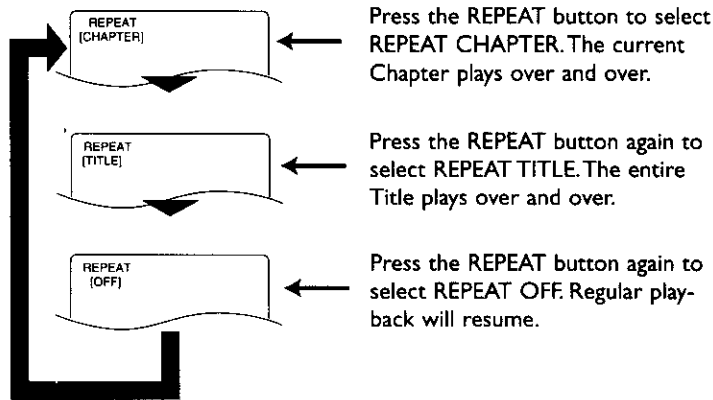 REPEAT
[CHAPTER]
Press the REPEAT button to select
REPEAT CHAPTER. The current
Chapter plays over and over.
REPEAT
[TITLE]
Press the REPEAT button again to
select REPEAT TITLE. The entire
Title plays over and over.
REPEAT
[OFF]
Press the REPEAT button again to
select REPEAT OFF. Regular play-
back will resume.